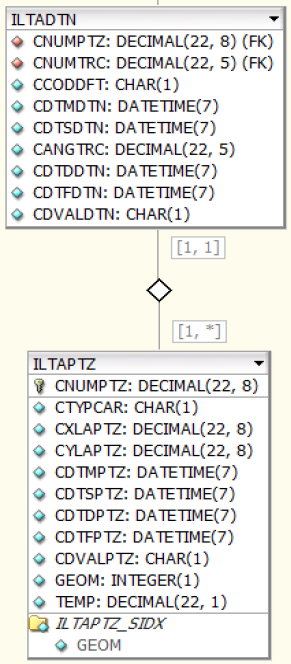 ILTADTN
CNUMPTZ: DECIMAL(22, 8) (FK)
CNUMTRC: DECIMAL(22, 5) (FK)
CCODDFT: CHAR(1)
CDTMDTN: DATETIME(7)
CDTSDTN: DATETIME(7)
CANGTRC: DECIMAL(22, 5)
CDTDDTN: DATETIME(7)
CDTFDTN: DATETIME(7)
CDVALDTN: CHAR(1)
[1, 1]
[1, *]
ILTAPTZ
CNUMPTZ: DECIMAL(22, 8)
CTYPCAR: CHAR(1)
CXLAPTZ: DECIMAL(22, 8)
CYLAPTZ: DECIMAL(22, 8)
CDTMPTZ: DATETIME(7)
CDTSPTZ: DATETIME(7)
CDTDPTZ: DATETIME(7)
CDTFPTZ: DATETIME(7)
CDVALPTZ: CHAR(1)
GEOM: INTEGER(1)
TEMP: DECIMAL(22, 1)
ILTAPTZ_SIDX
GEOM